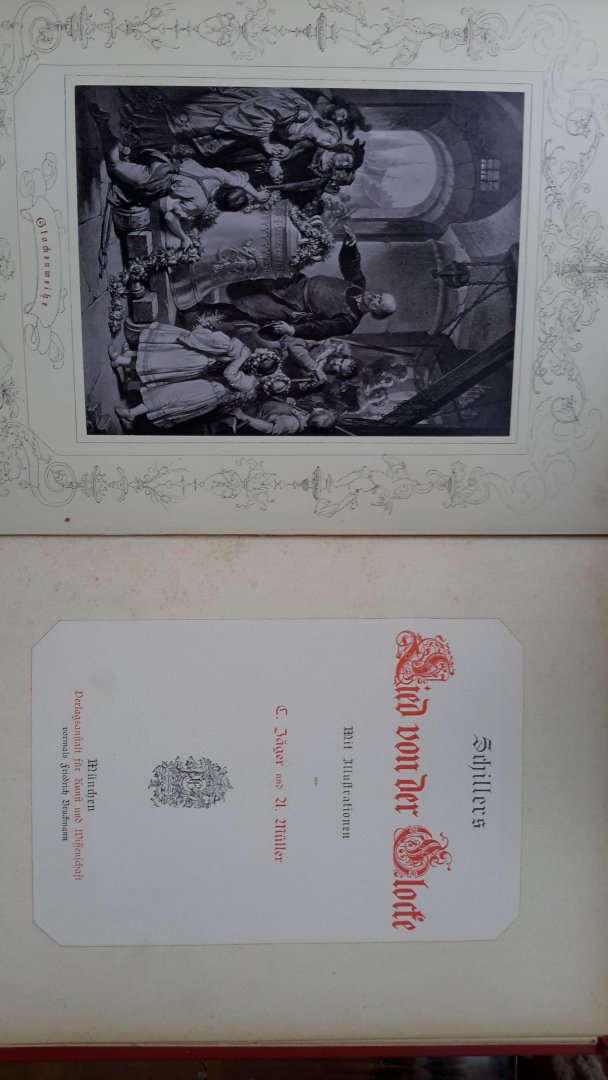 Glockenweihe
Schillers
Lied von der Glocke
Mit Illustrationen
von
C. Jäger und A. Müller
München
Verlagsanstalt für Kunst und Wissenschaft
vormals Friedrich Bruckmann